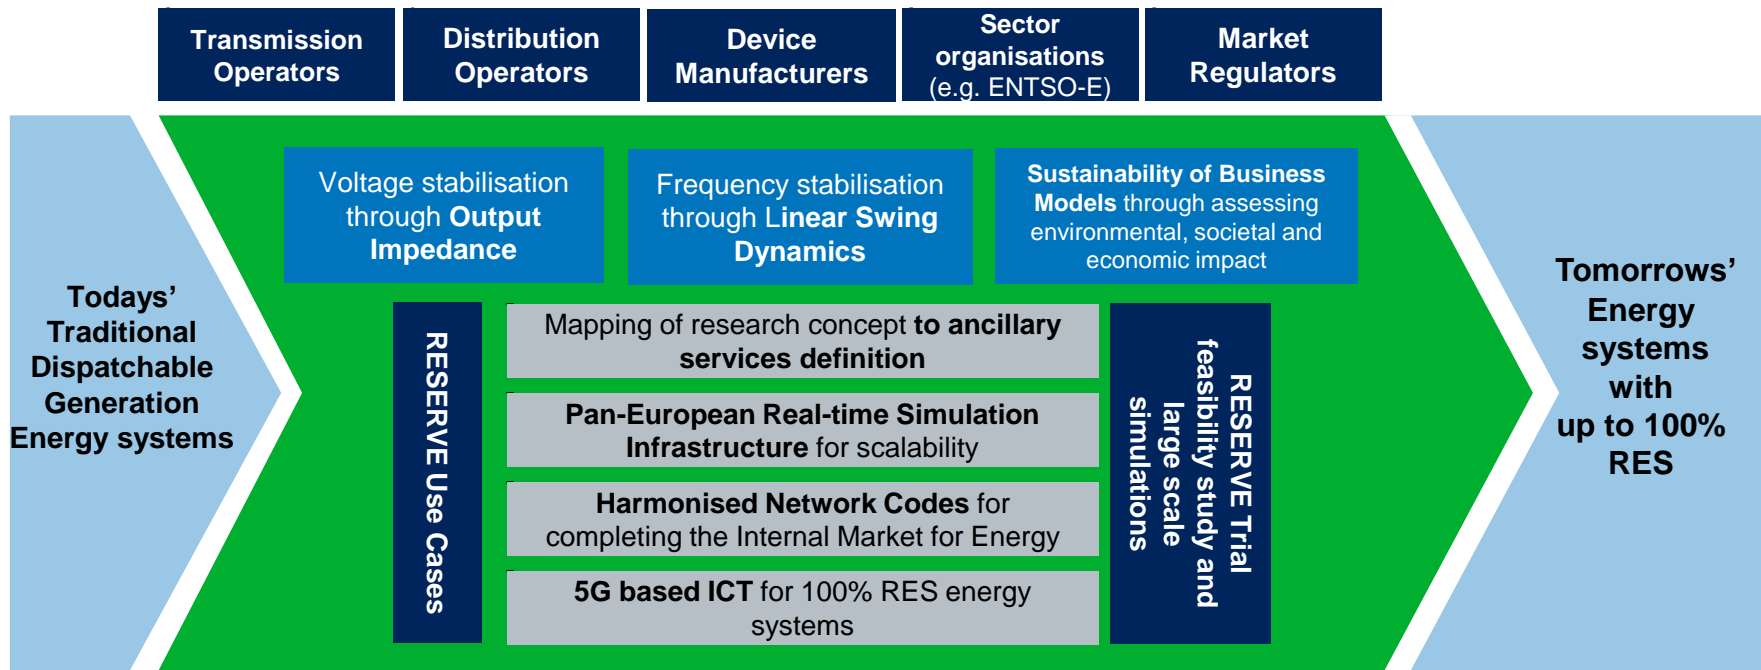 Transmission
Operators
Distribution
Operators
Device
Manufacturers
Sector
organisations
(e.g. ENTSO-E)
Market
Regulators
Todays’
Traditional
Dispatchable
Generation
Energy systems
Voltage stabilisation
through Output
Impedance
Frequency stabilisation
through Linear Swing
Dynamics
Sustainability of Business
Models through assessing
environmental, societal and
economic impact
RESERVE Use Cases
Mapping of research concept to ancillary
services definition
Pan-European Real-time Simulation
Infrastructure for scalability
Harmonised Network Codes for
completing the Internal Market for Energy
5G based ICT for 100% RES energy
systems
RESERVE Trial
feasibility study and
large scale
simulations
Tomorrows’
Energy
systems
with
up to 100%
RES